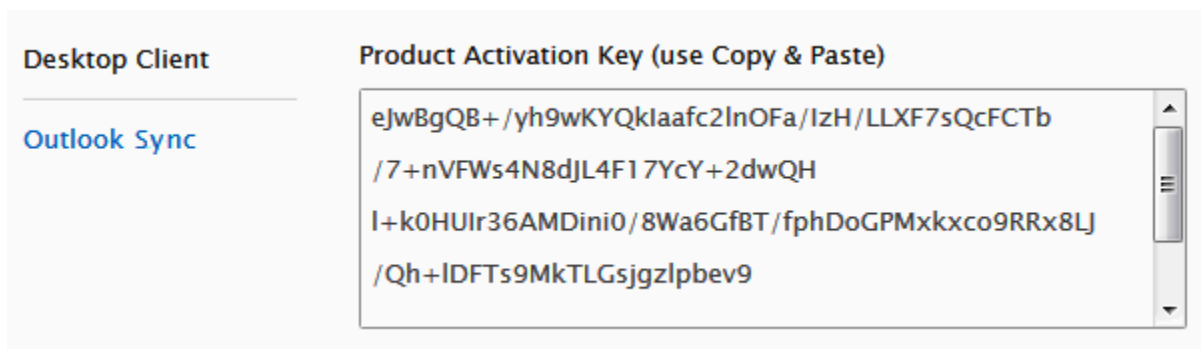 Desktop Client
Outlook Sync
Product Activation Key (use Copy & Paste)
eJwBgQB+/yh9wKYQkIaafc2lnOFa/IzH/LLXF7sQcFCTb
/7+nVFWs4N8dJL4F17YcY+2dwQH
l+k0HUIr36AMDini0/8Wa6GfBT/fphDoGPMxkxco9RRx8LJ
/Qh+lDFTs9MkTLGsjgzlpbev9